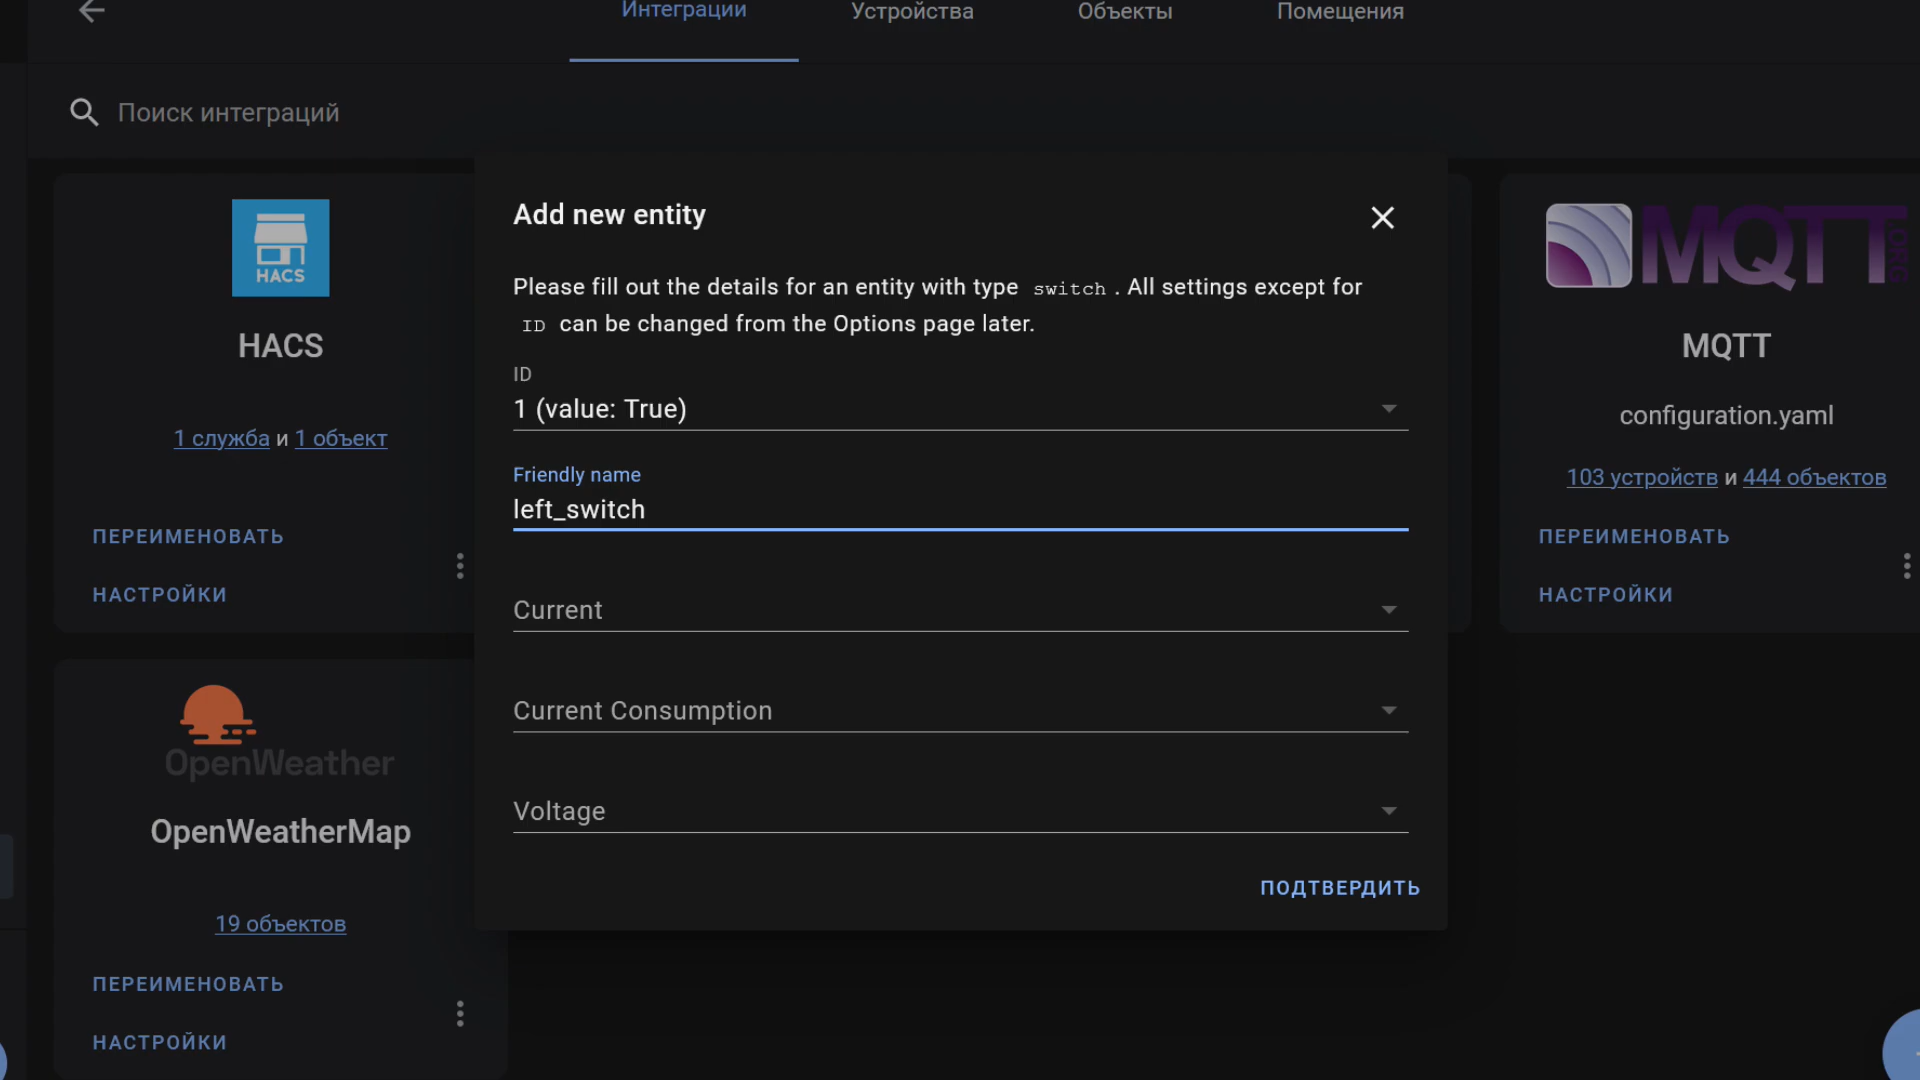 Интеграции
Устройства
Объекты
Помещения
Поиск интеграций
HACS
HACS
1 служба и 1 объект
ПЕРЕИМЕНОВАТЬ
НАСТРОЙКИ
OpenWeather
OpenWeatherMap
19 объектов
ПЕРЕИМЕНОВАТЬ
НАСТРОЙКИ
Add new entity
Please fill out the details for an entity with type switch . All settings except for
ID can be changed from the Options page later.
ID
1 (value: True)
Friendly name
left_switch
Current
Current Consumption
Voltage
ПОДТВЕРДИТЬ
MQTT
.ORG
MQTT
configuration.yaml
103 устройств и 444 объектов
ПЕРЕИМЕНОВАТЬ
НАСТРОЙКИ